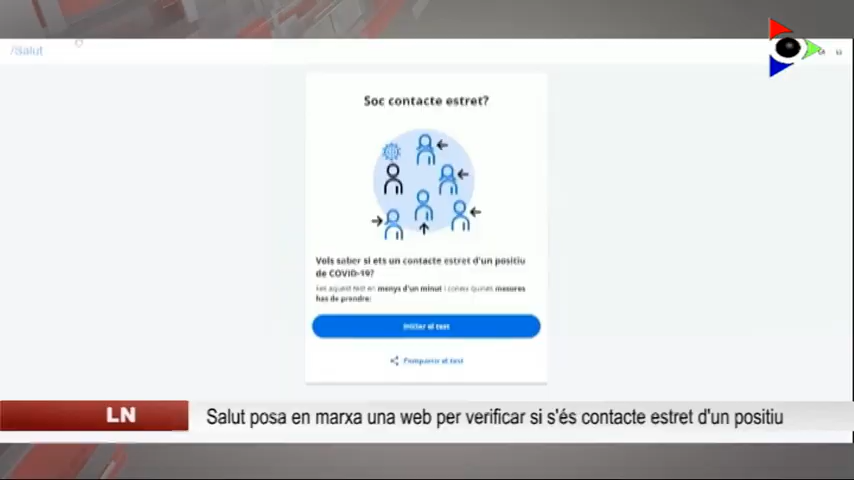 /Salut
Soc contacte estret?
Vols saber si ets un contacte estret d'un positiu
de COVID-19?
Fes aquest test en menys d'un minut i coneix quines mesures
has de prendre:
Iniciar el test
Compartir el test
LN
Salut posa en marxa una web per verificar si s'és contacte estret d'un positiu